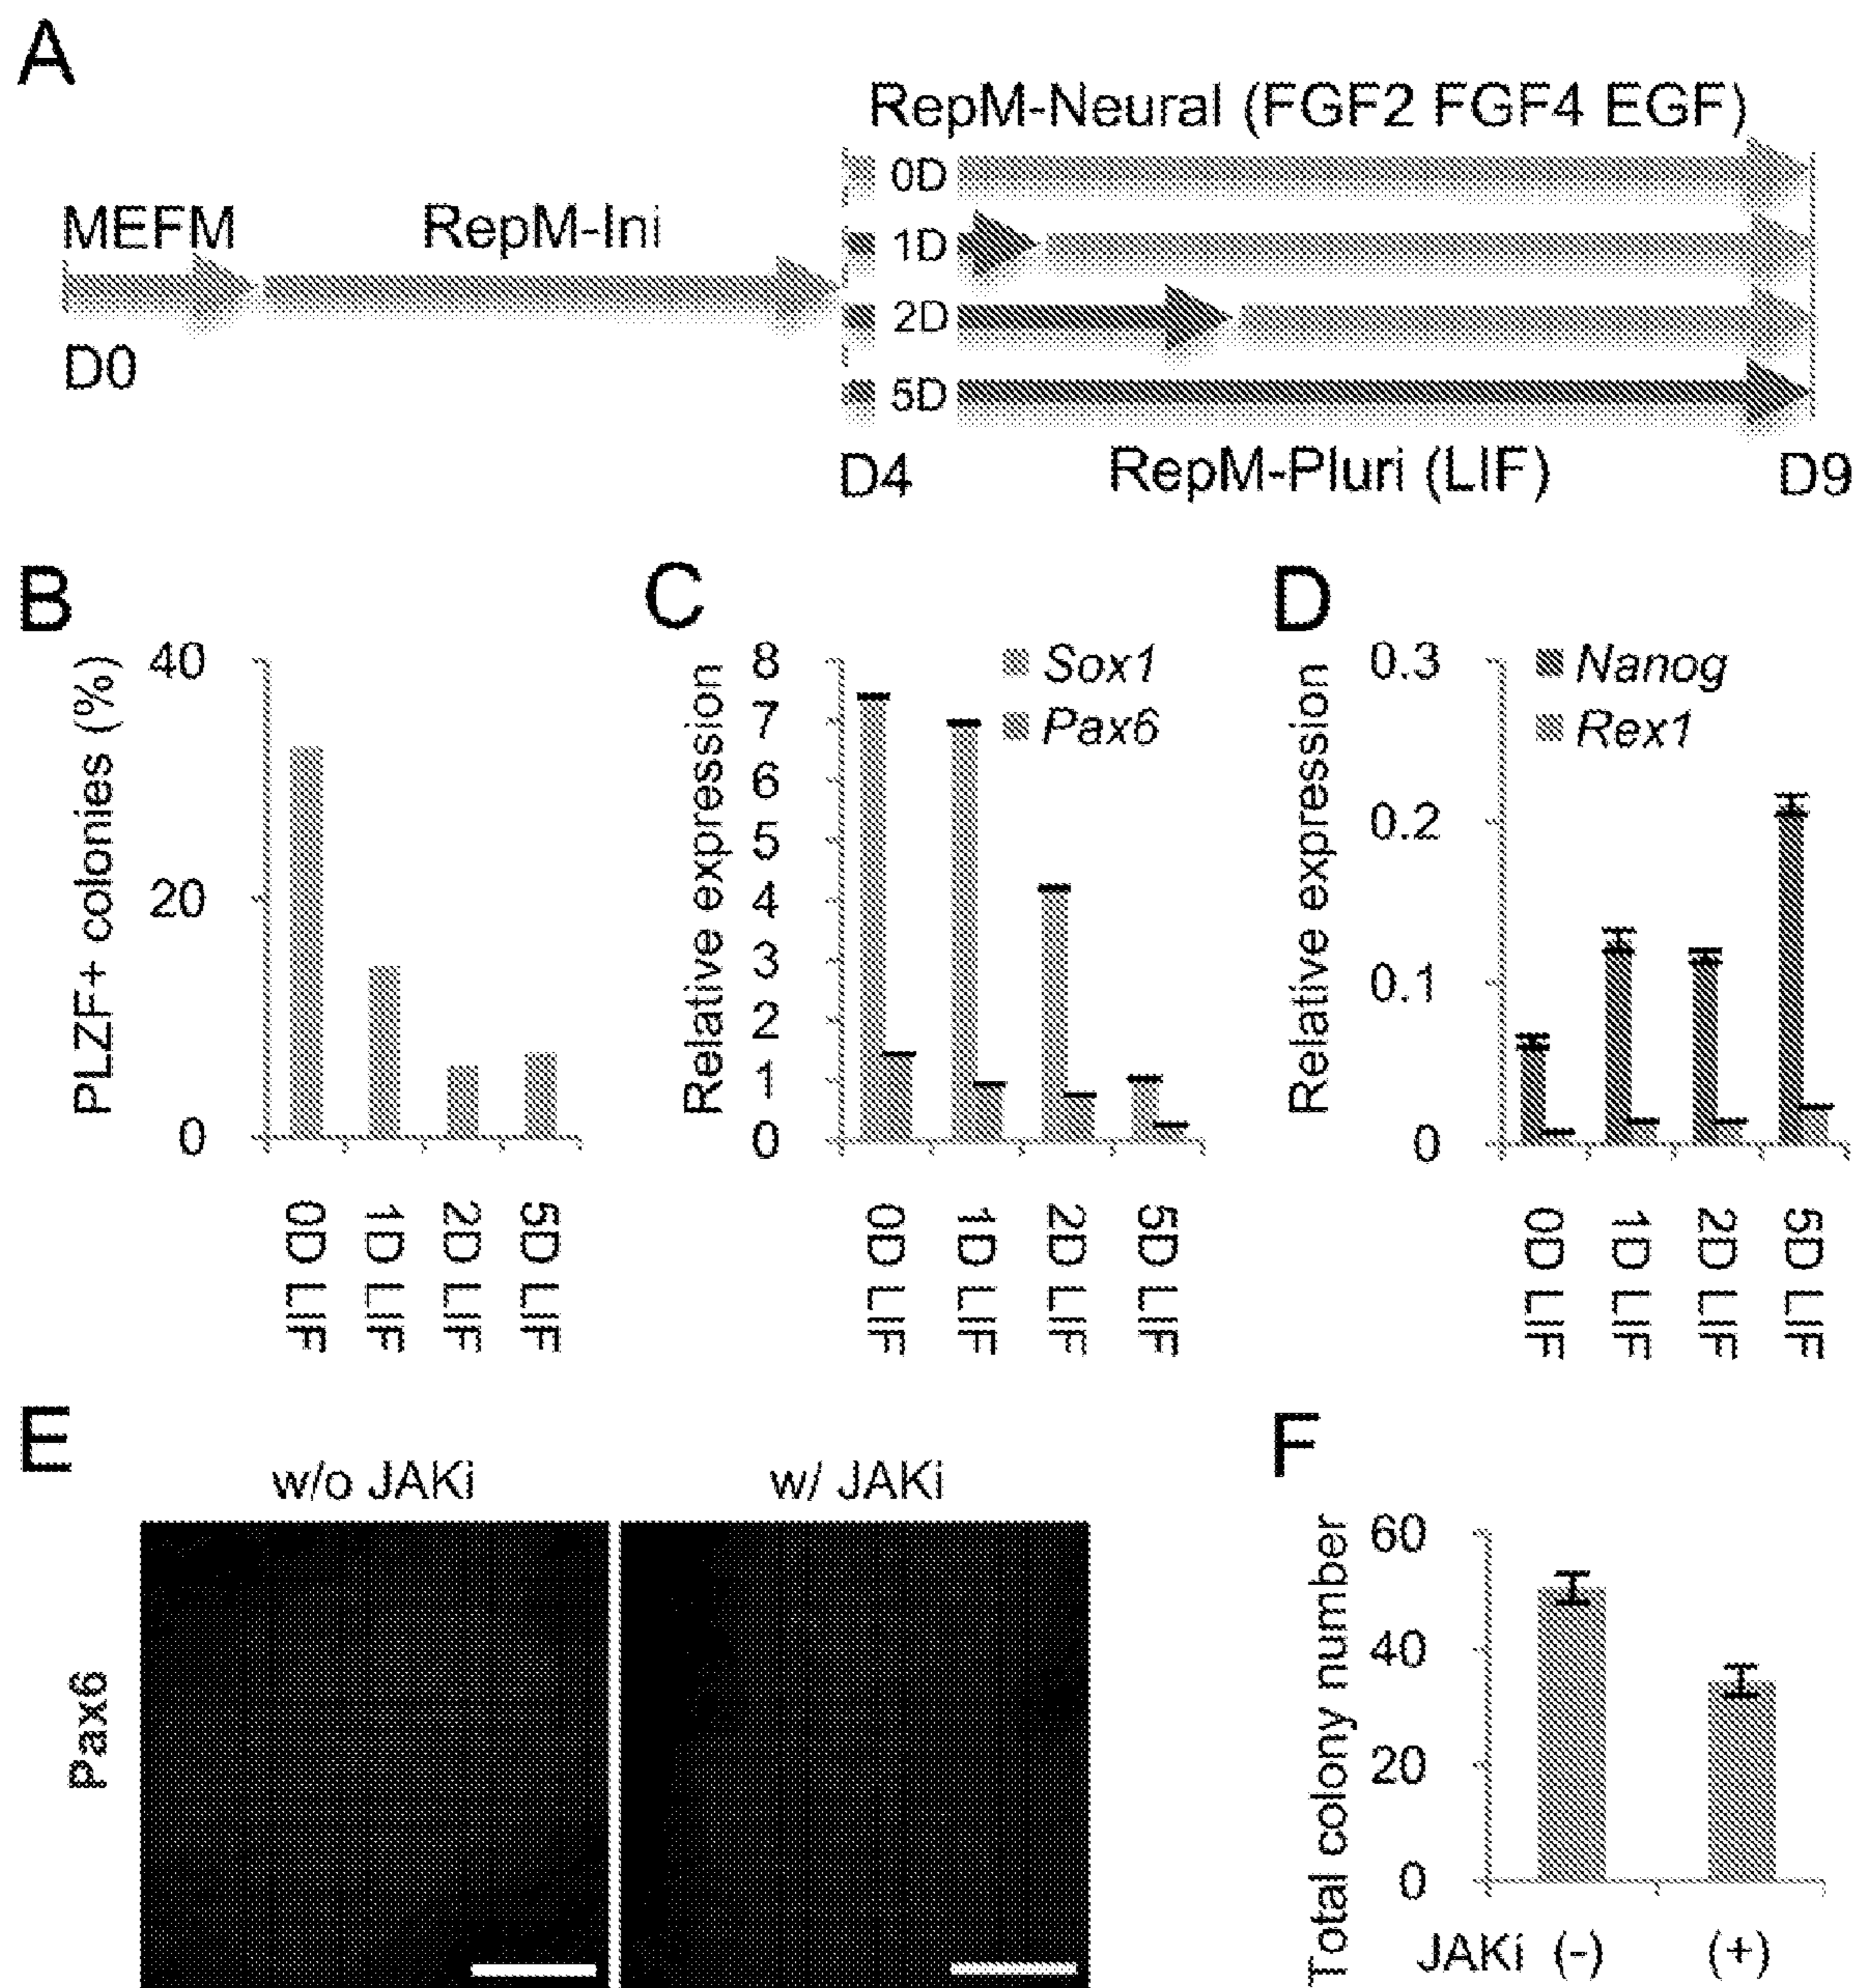 A
RepM-Neural (FGF2 FGF4 EGF)
0D
MEFM RepM-Ini
1D
2D
D0
5D
D4 RepM-Pluri (LIF) D9
B
PLZF+ colonies (%)
40
20
0
0D LIF
1D LIF
2D LIF
5D LIF
C
Relative expression
8
7
6
5
4
3
2
1
0
Sox1
Pax6
0D LIF
1D LIF
2D LIF
5D LIF
D
Relative expression
0.3
0.2
0.1
0
Nanog
Rex1
0D LIF
1D LIF
2D LIF
5D LIF
E
w/o JAKi w/ JAKi
Pax6
F
Total colony number
60
40
20
0
JAKi (-) (+)